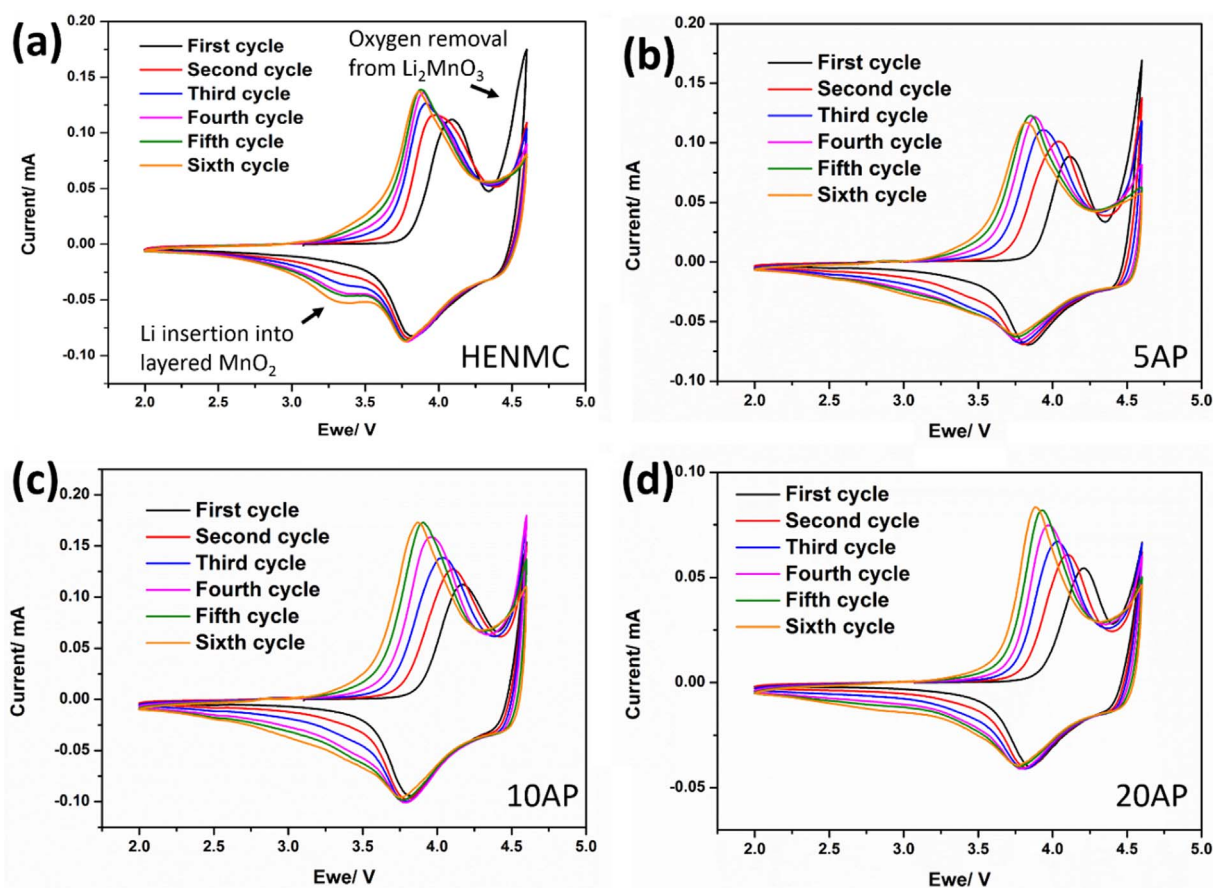 (a)
First cycle
Second cycle
Third cycle
Fourth cycle
Fifth cycle
Sixth cycle
Oxygen removal
from Li₂MnO₃
Li insertion into
layered MnO₂
HENMC
Current/ mA
0.20
0.15
0.10
0.05
0.00
-0.05
-0.10
2.0 2.5 3.0 3.5 4.0 4.5 5.0
Ewe/ V
(b)
First cycle
Second cycle
Third cycle
Fourth cycle
Fifth cycle
Sixth cycle
5AP
Current/ mA
0.20
0.15
0.10
0.05
0.00
-0.05
-0.10
2.0 2.5 3.0 3.5 4.0 4.5 5.0
Ewe/ V
(c)
First cycle
Second cycle
Third cycle
Fourth cycle
Fifth cycle
Sixth cycle
10AP
Current/ mA
0.20
0.15
0.10
0.05
0.00
-0.05
-0.10
2.0 2.5 3.0 3.5 4.0 4.5 5.0
Ewe/ V
(d)
First cycle
Second cycle
Third cycle
Fourth cycle
Fifth cycle
Sixth cycle
20AP
Current/ mA
0.10
0.05
0.00
-0.05
2.0 2.5 3.0 3.5 4.0 4.5 5.0
Ewe/ V